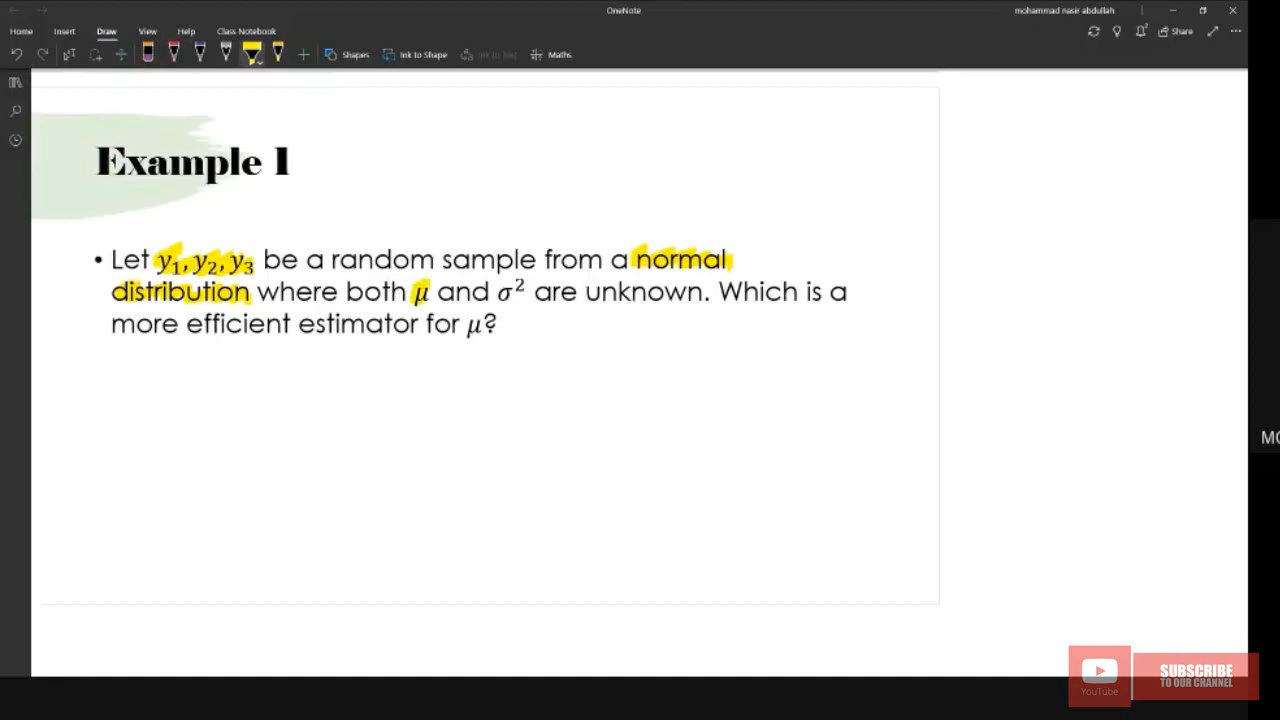 OneNote
mohammad nasir abdullah
Home Insert Draw View Help Class Notebook
Share
Shapes Ink to Shape Maths
Example 1
• Let y₁, y₂, y₃ be a random sample from a normal
distribution where both μ and σ² are unknown. Which is a
more efficient estimator for μ?
MO
YouTube
SUBSCRIBE
TO OUR CHANNEL